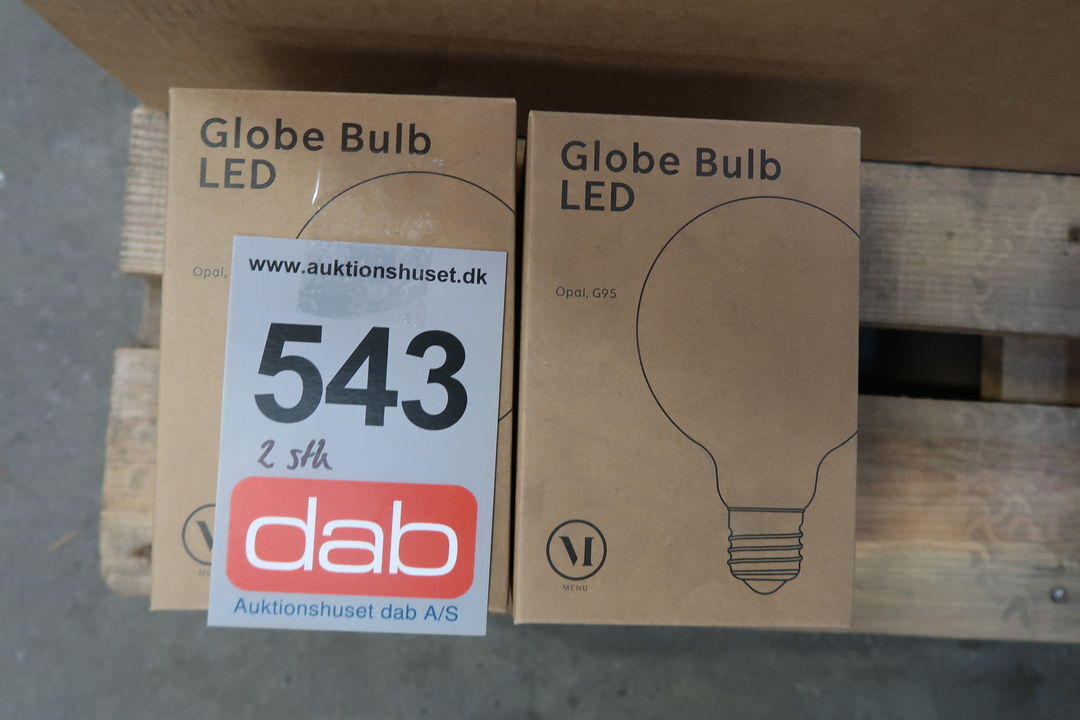 Globe Bulb
LED
Opal,
www.auktionshuset.dk
543
2 stk
dab
Auktionshuset dab A/S
Globe Bulb
LED
Opal, G95
M
MENU